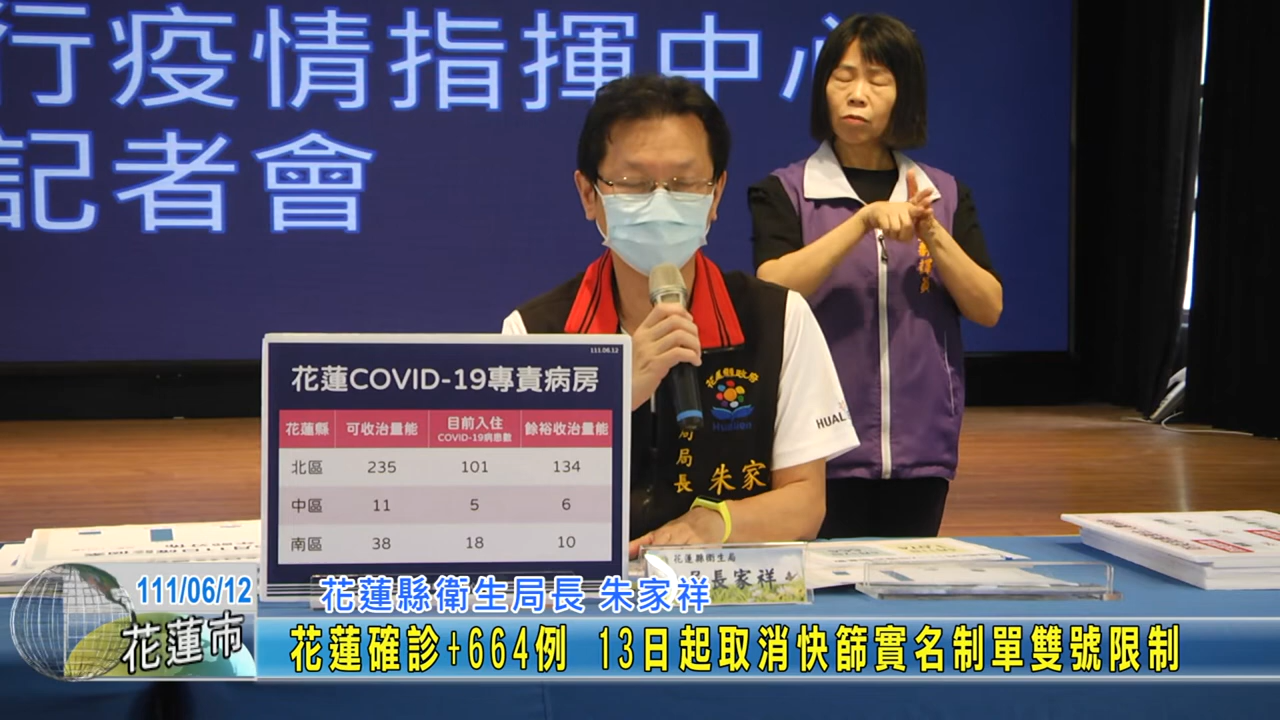 行疫情指揮中心
記者會
111.06.12
花蓮COVID-19專責病房
花蓮縣 可收治量能 目前入住 COVID-19病患數 餘裕收治量能
北區 235 101 134
中區 11 5 6
南區 38 18 10
花蓮縣政府
Hualien
局局長
朱家
HUAL
花蓮縣衛生局
局長家祥
111/06/12
花蓮市
花蓮縣衛生局長 朱家祥
花蓮確診+664例 13日起取消快篩實名制單雙號限制